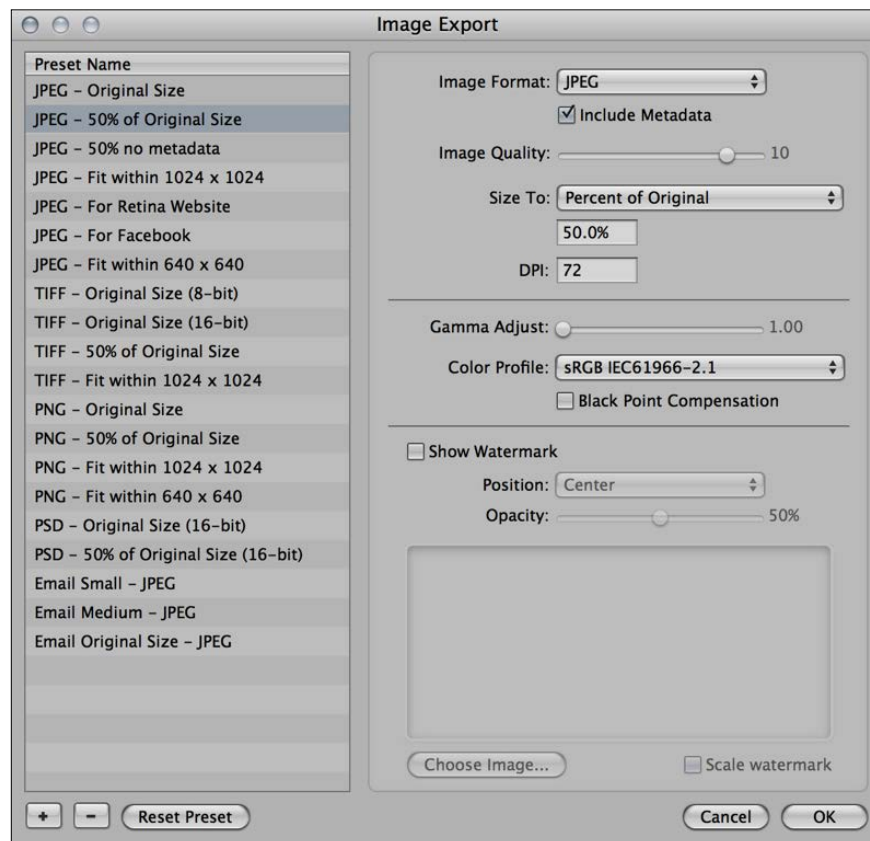 Image Export
Preset Name
JPEG – Original Size
JPEG – 50% of Original Size
JPEG – 50% no metadata
JPEG – Fit within 1024 x 1024
JPEG – For Retina Website
JPEG – For Facebook
JPEG – Fit within 640 x 640
TIFF – Original Size (8-bit)
TIFF – Original Size (16-bit)
TIFF – 50% of Original Size
TIFF – Fit within 1024 x 1024
PNG – Original Size
PNG – 50% of Original Size
PNG – Fit within 1024 x 1024
PNG – Fit within 640 x 640
PSD – Original Size (16-bit)
PSD – 50% of Original Size (16-bit)
Email Small – JPEG
Email Medium – JPEG
Email Original Size – JPEG
+ – Reset Preset
Image Format: JPEG
Include Metadata
Image Quality: 10
Size To: Percent of Original
50.0%
DPI: 72
Gamma Adjust: 1.00
Color Profile: sRGB IEC61966-2.1
Black Point Compensation
Show Watermark
Position: Center
Opacity: 50%
Choose Image... Scale watermark
Cancel OK